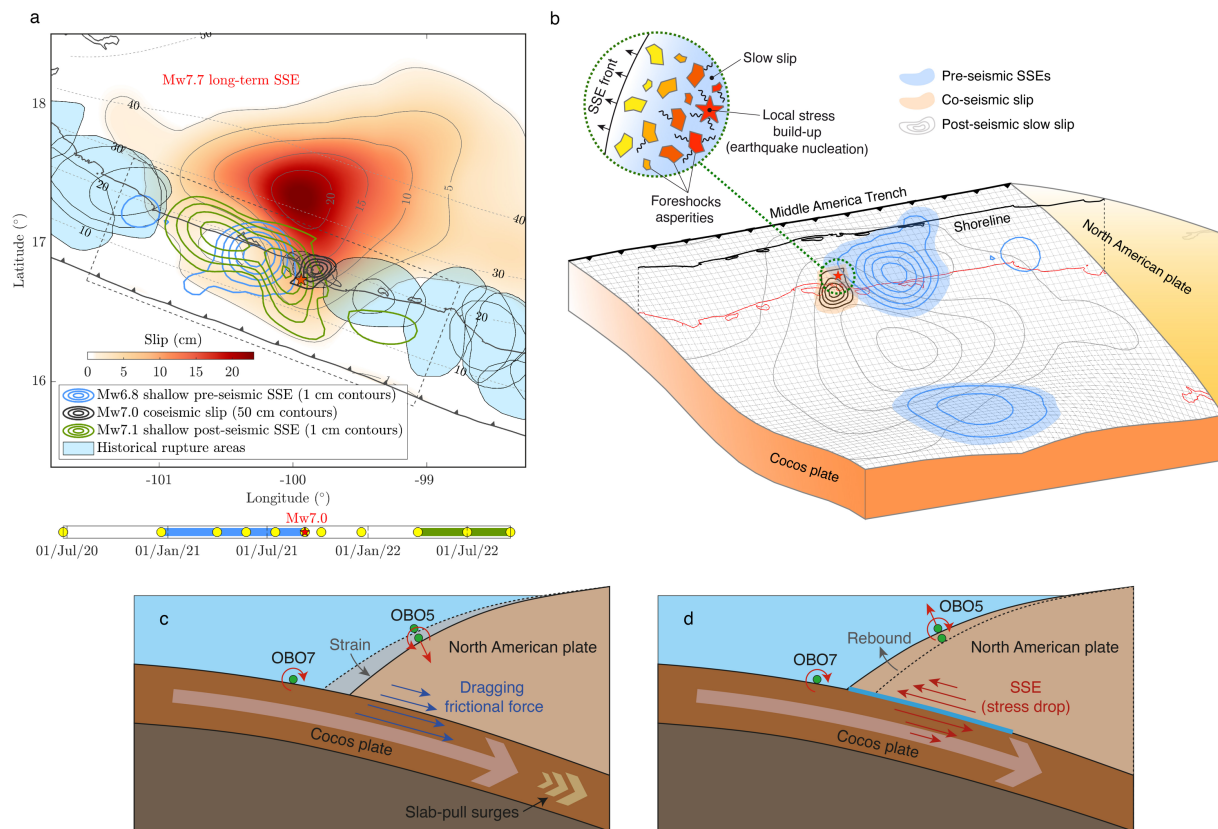 a
Mw7.7 long-term SSE
50
40
30
20
10
20
10
5
40
30
20
10
20
10
18
17
16
Latitude (°)
Slip (cm)
0 5 10 15 20
Mw6.8 shallow pre-seismic SSE (1 cm contours)
Mw7.0 coseismic slip (50 cm contours)
Mw7.1 shallow post-seismic SSE (1 cm contours)
Historical rupture areas
-101 -100 -99
Longitude (°)
Mw7.0
01/Jul/20 01/Jan/21 01/Jul/21 01/Jan/22 01/Jul/22
b
SSE front
Slow slip
Local stress
build-up
(earthquake nucleation)
Foreshocks
asperities
Pre-seismic SSEs
Co-seismic slip
Post-seismic slow slip
Middle America Trench
Shoreline
North American plate
Cocos plate
c
OBO5
Strain
North American plate
OBO7
Dragging
frictional force
Cocos plate
Slab-pull surges
d
OBO5
Rebound
North American plate
OBO7
SSE
(stress drop)
Cocos plate